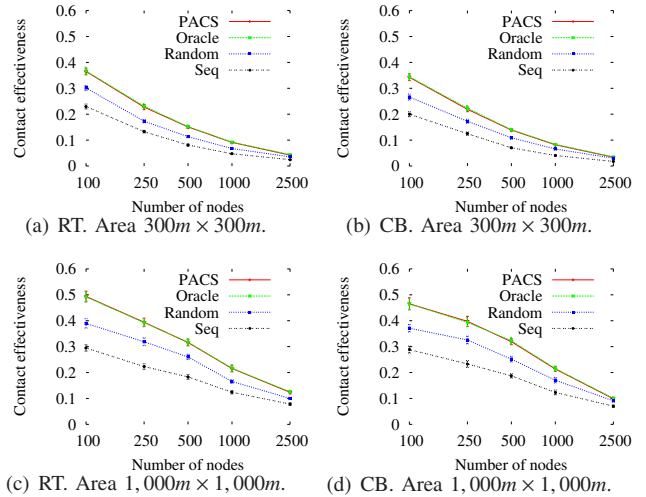 Contact effectiveness
0.6
0.5
0.4
0.3
0.2
0.1
0
PACS
Oracle
Random
Seq
100 250 500 1000 2500
Number of nodes
(a) RT. Area 300m × 300m.
Contact effectiveness
0.6
0.5
0.4
0.3
0.2
0.1
0
PACS
Oracle
Random
Seq
100 250 500 1000 2500
Number of nodes
(b) CB. Area 300m × 300m.
Contact effectiveness
0.6
0.5
0.4
0.3
0.2
0.1
0
PACS
Oracle
Random
Seq
100 250 500 1000 2500
Number of nodes
(c) RT. Area 1,000m × 1,000m.
Contact effectiveness
0.6
0.5
0.4
0.3
0.2
0.1
0
PACS
Oracle
Random
Seq
100 250 500 1000 2500
Number of nodes
(d) CB. Area 1,000m × 1,000m.